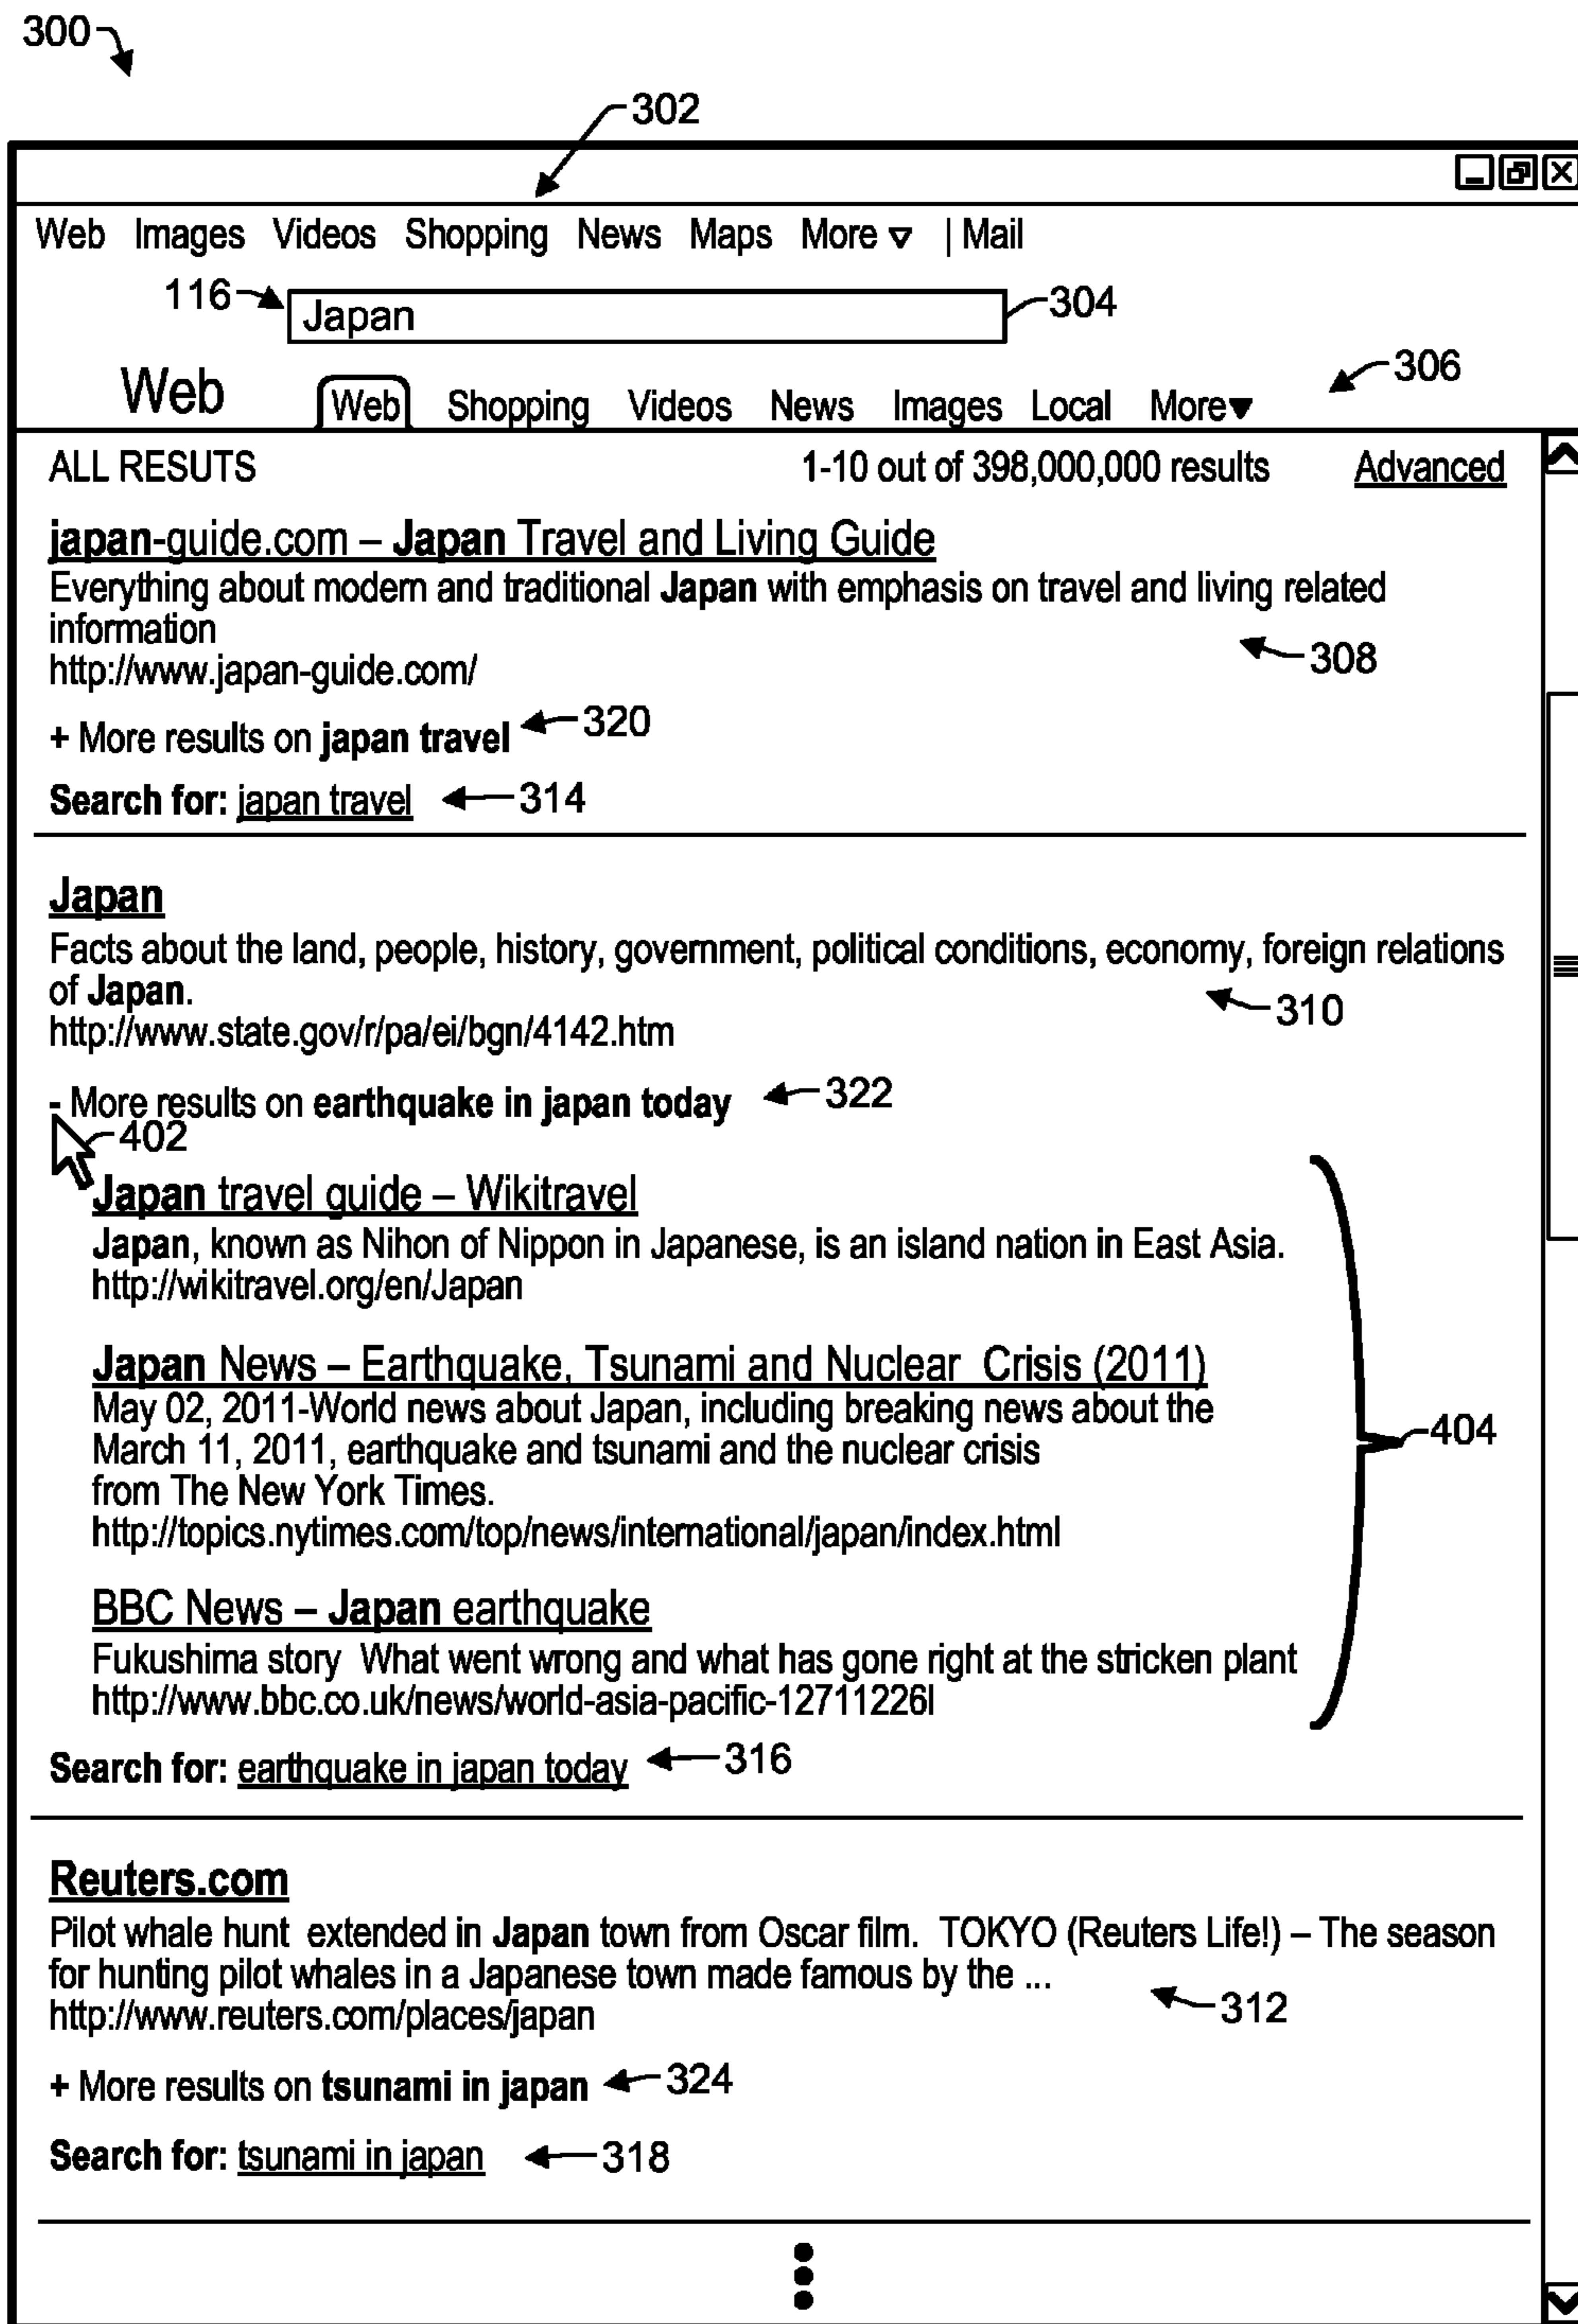 300
302
Web Images Videos Shopping News Maps More ▿ | Mail
116 Japan 304
306
Web Web Shopping Videos News Images Local More▼
ALL RESUTS 1-10 out of 398,000,000 results Advanced
japan-guide.com – Japan Travel and Living Guide
Everything about modern and traditional Japan with emphasis on travel and living related
information
308
http://www.japan-guide.com/
+ More results on japan travel 320
Search for: japan travel 314
Japan
Facts about the land, people, history, government, political conditions, economy, foreign relations
of Japan.
310
http://www.state.gov/r/pa/ei/bgn/4142.htm
- More results on earthquake in japan today 322
402
Japan travel guide – Wikitravel
Japan, known as Nihon of Nippon in Japanese, is an island nation in East Asia.
http://wikitravel.org/en/Japan
Japan News – Earthquake, Tsunami and Nuclear Crisis (2011)
May 02, 2011-World news about Japan, including breaking news about the
March 11, 2011, earthquake and tsunami and the nuclear crisis
404
from The New York Times.
http://topics.nytimes.com/top/news/international/japan/index.html
BBC News – Japan earthquake
Fukushima story What went wrong and what has gone right at the stricken plant
http://www.bbc.co.uk/news/world-asia-pacific-12711226l
Search for: earthquake in japan today 316
Reuters.com
Pilot whale hunt extended in Japan town from Oscar film. TOKYO (Reuters Life!) – The season
for hunting pilot whales in a Japanese town made famous by the ...
312
http://www.reuters.com/places/japan
+ More results on tsunami in japan 324
Search for: tsunami in japan 318